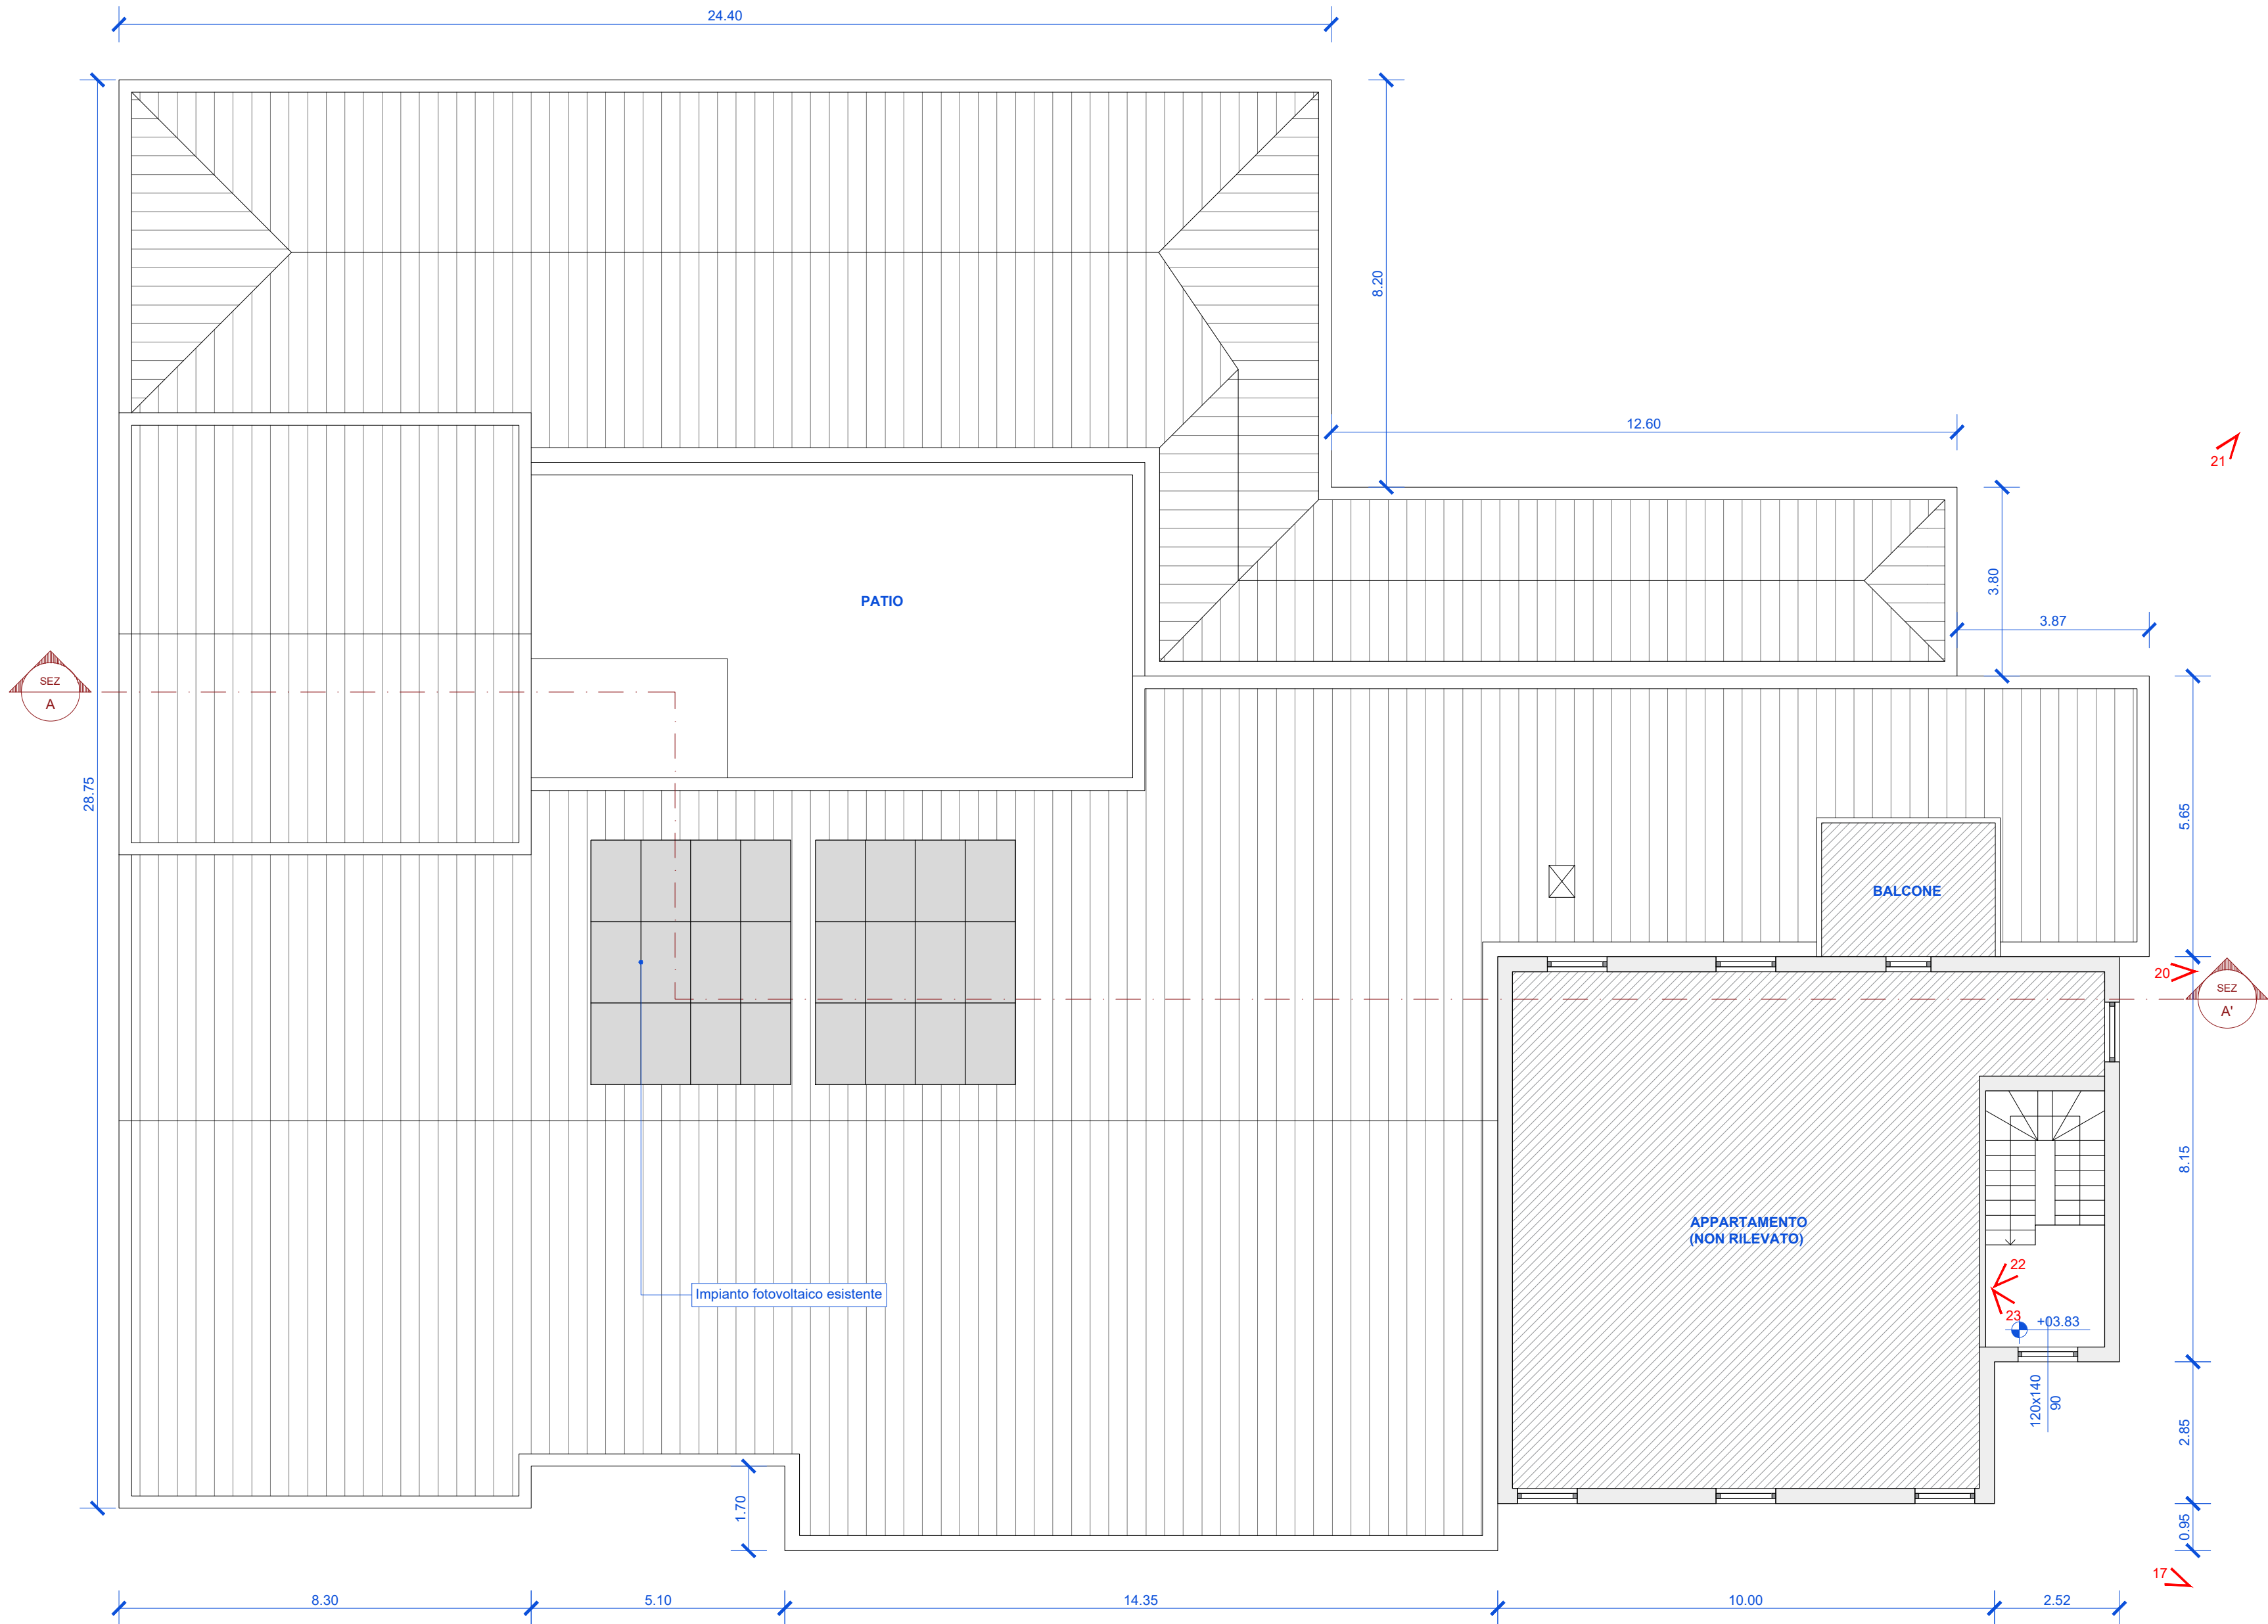 24.40
8.20
12.60
21
3.80
PATIO
3.87
SEZ
A
28.75
5.65
BALCONE
20
SEZ
A'
8.15
APPARTAMENTO
(NON RILEVATO)
22
Impianto fotovoltaico esistente
23
+03.83
120x140
90
2.85
1.70
0.95
17
8.30
5.10
14.35
10.00
2.52